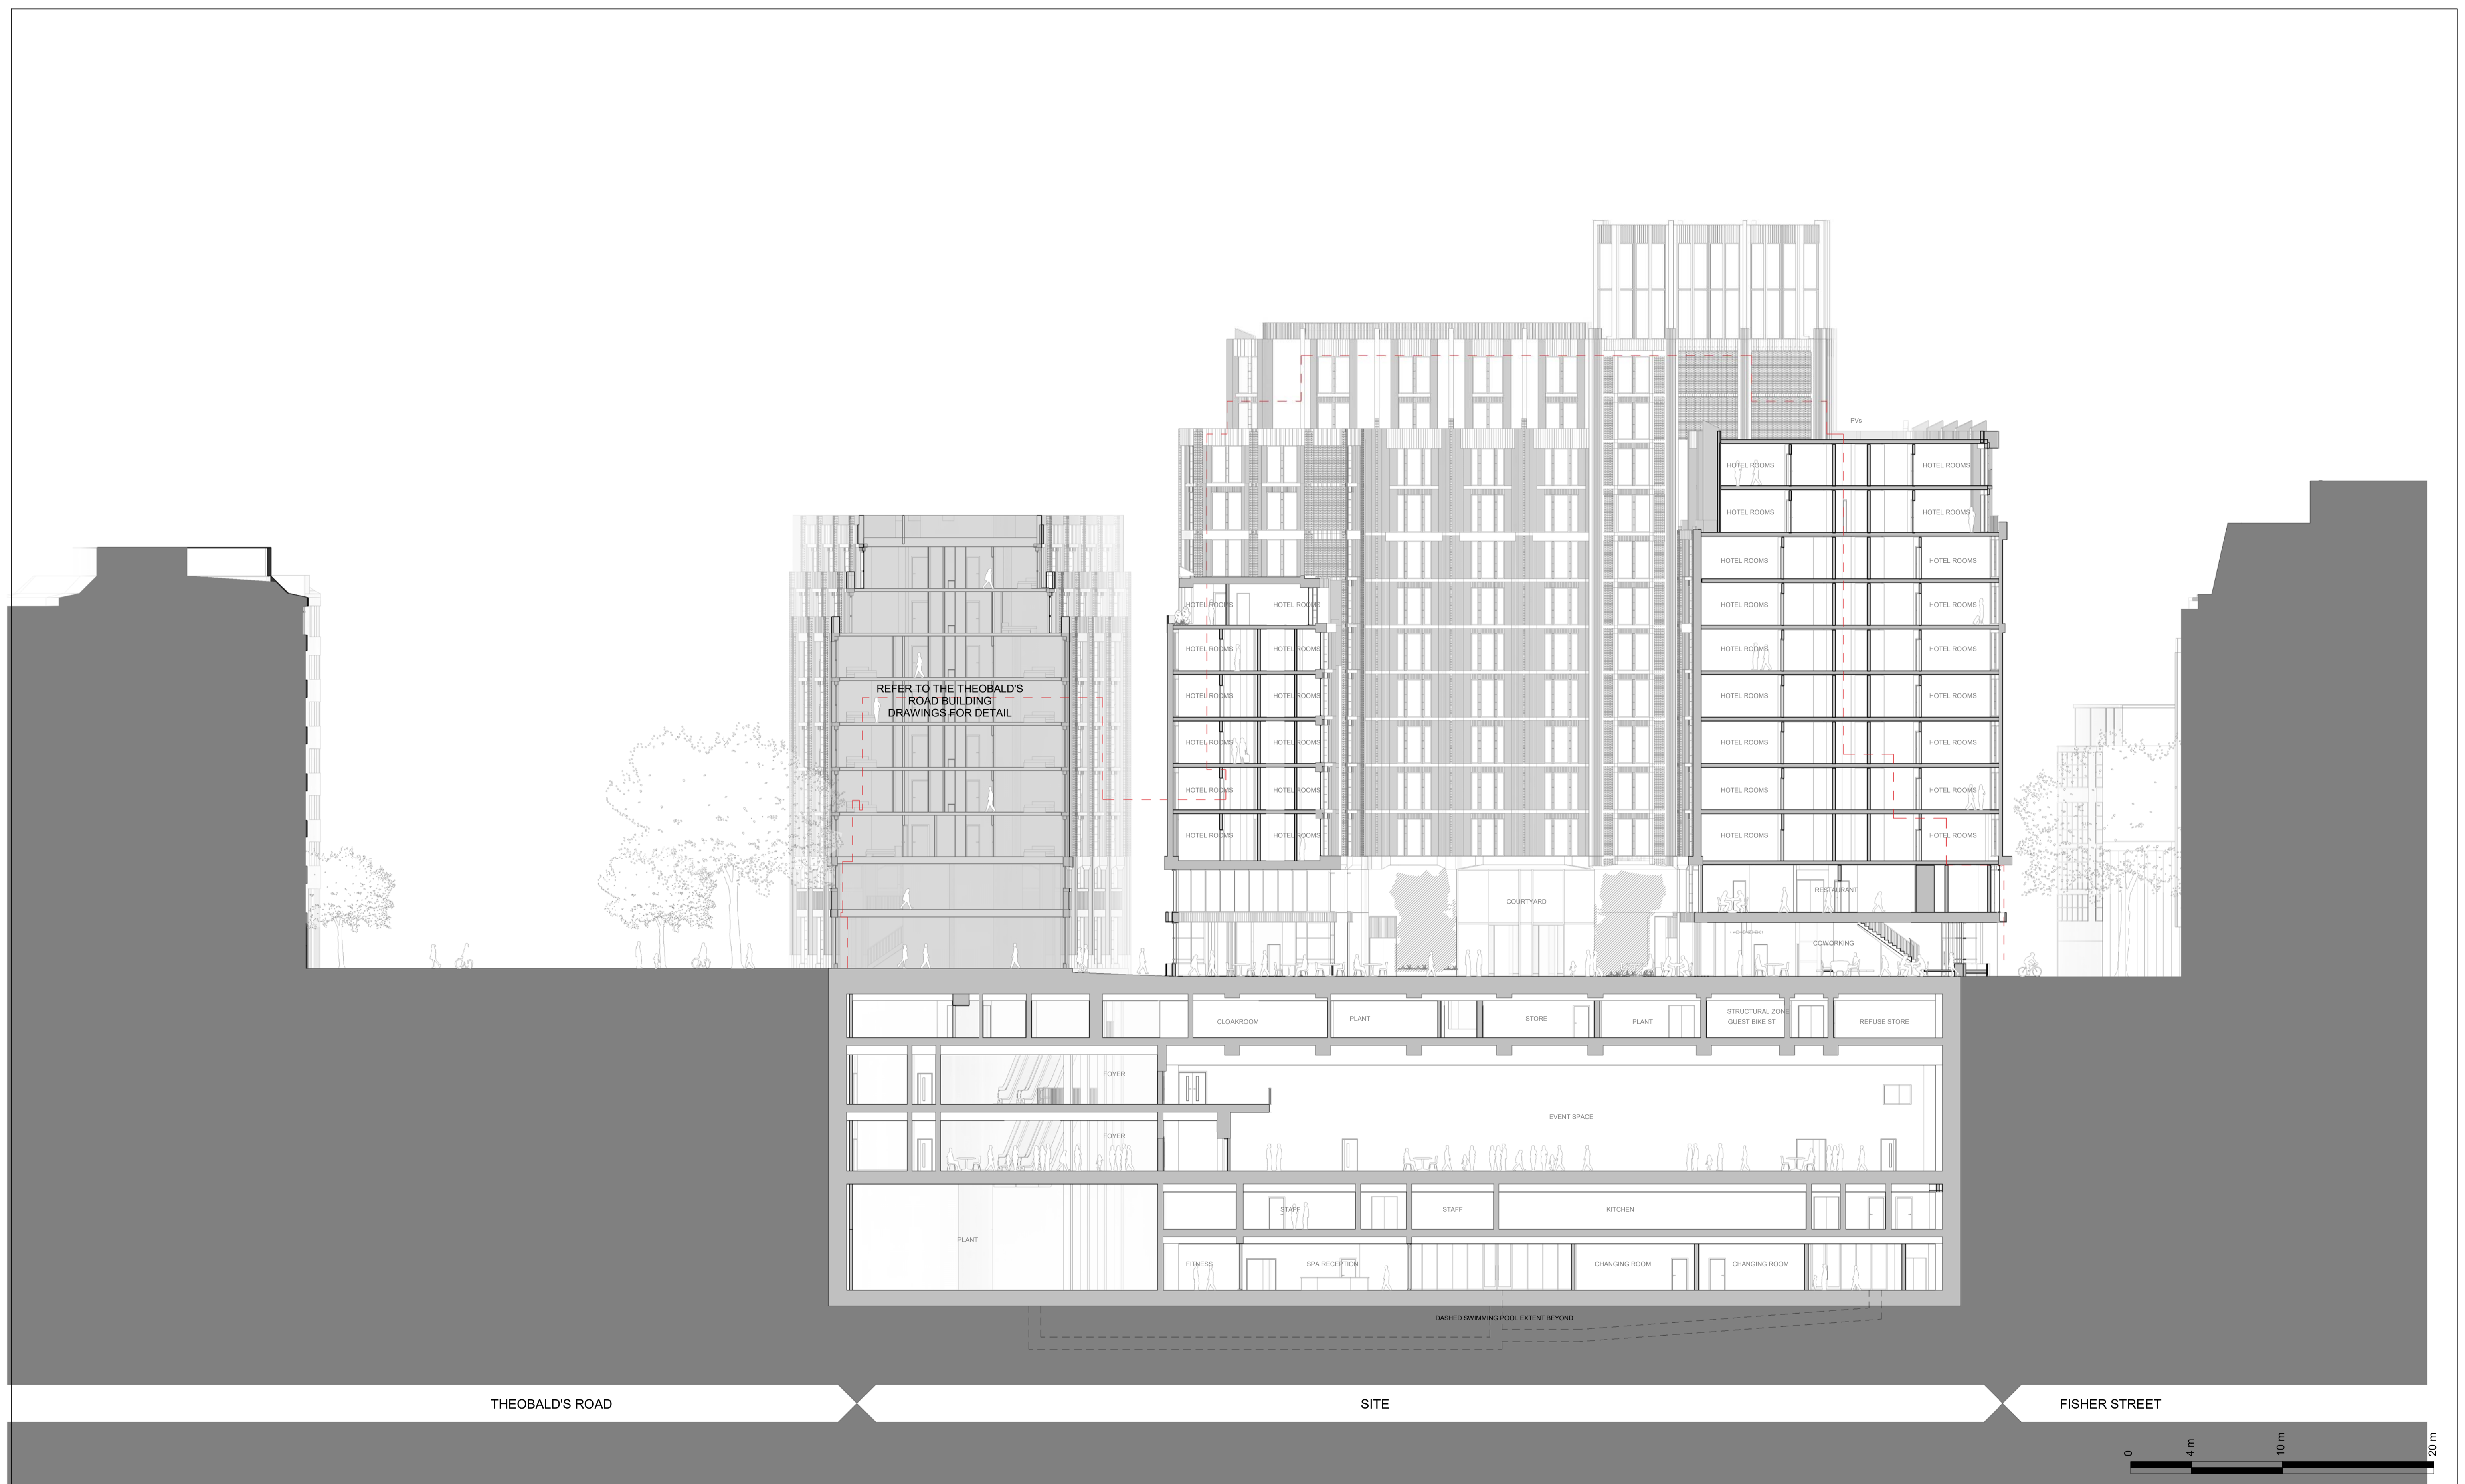 PVs
HOTEL ROOMS HOTEL ROOMS
HOTEL ROOMS HOTEL ROOMS
HOTEL ROOMS HOTEL ROOMS
HOTEL ROOMS HOTEL ROOMS HOTEL ROOMS HOTEL ROOMS
HOTEL ROOMS HOTEL ROOMS HOTEL ROOMS HOTEL ROOMS
REFER TO THE THEOBALD'S
ROAD BUILDING
DRAWINGS FOR DETAIL
HOTEL ROOMS HOTEL ROOMS HOTEL ROOMS HOTEL ROOMS
HOTEL ROOMS HOTEL ROOMS HOTEL ROOMS HOTEL ROOMS
HOTEL ROOMS HOTEL ROOMS HOTEL ROOMS HOTEL ROOMS
HOTEL ROOMS HOTEL ROOMS HOTEL ROOMS HOTEL ROOMS
RESTAURANT
COURTYARD
COWORKING
STRUCTURAL ZONE
CLOAKROOM PLANT STORE PLANT GUEST BIKE ST REFUSE STORE
FOYER
EVENT SPACE
FOYER
STAFF STAFF KITCHEN
PLANT
FITNESS SPA RECEPTION CHANGING ROOM CHANGING ROOM
DASHED SWIMMING POOL EXTENT BEYOND
THEOBALD'S ROAD SITE FISHER STREET
0 4 m 10 m 20 m